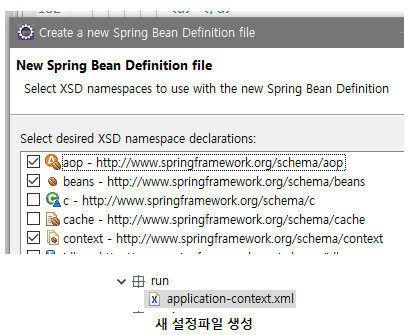 Create a new Spring Bean Definition file
New Spring Bean Definition file
Select XSD namespaces to use with the new Spring Bean Definition
Select desired XSD namespace declarations:
aop - http://www.springframework.org/schema/aop
beans - http://www.springframework.org/schema/beans
c - http://www.springframework.org/schema/c
cache - http://www.springframework.org/schema/cache
context - http://www.springframework.org/schema/context
run
application-context.xml
새 설정파일 생성